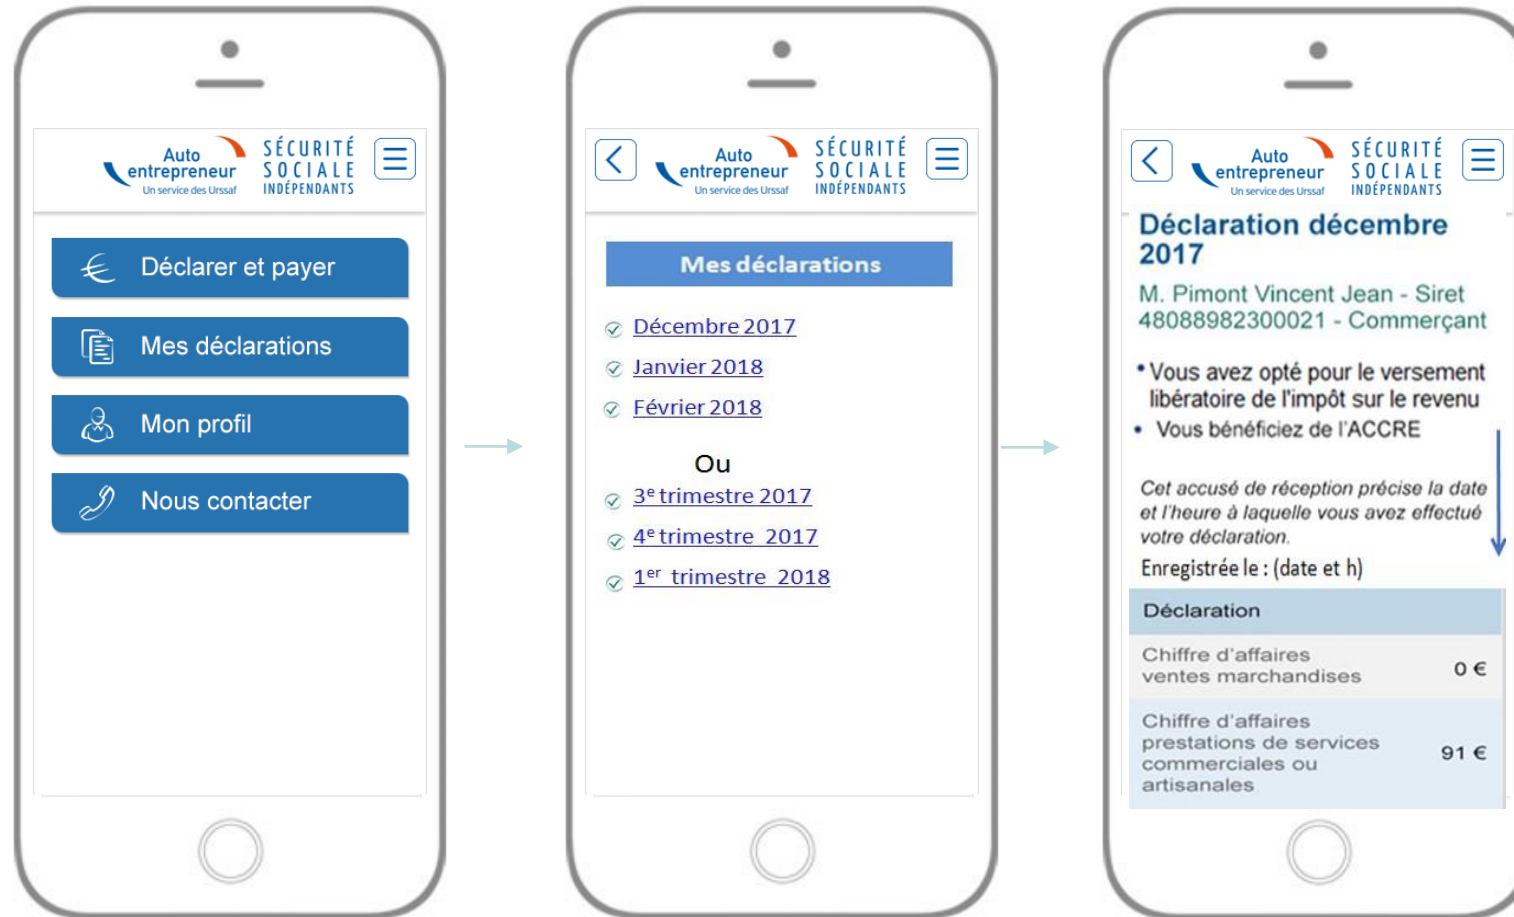 Auto
entrepreneur
Un service des Urssaf
SÉCURITÉ
SOCIALE
INDÉPENDANTS
Déclarer et payer
Mes déclarations
Mon profil
Nous contacter
Auto
entrepreneur
Un service des Urssaf
SÉCURITÉ
SOCIALE
INDÉPENDANTS
Mes déclarations
Décembre 2017
Janvier 2018
Février 2018
Ou
3e trimestre 2017
4e trimestre 2017
1er trimestre 2018
Auto
entrepreneur
Un service des Urssaf
SÉCURITÉ
SOCIALE
INDÉPENDANTS
Déclaration décembre
2017
M. Pimont Vincent Jean - Siret
48088982300021 - Commerçant
• Vous avez opté pour le versement
libératoire de l'impôt sur le revenu
• Vous bénéficiez de l'ACCRE
Cet accusé de réception précise la date
et l'heure à laquelle vous avez effectué
votre déclaration.
Enregistrée le : (date et h)
Déclaration
Chiffre d'affaires
ventes marchandises 0 €
Chiffre d'affaires
prestations de services
commerciales ou
artisanales 91 €